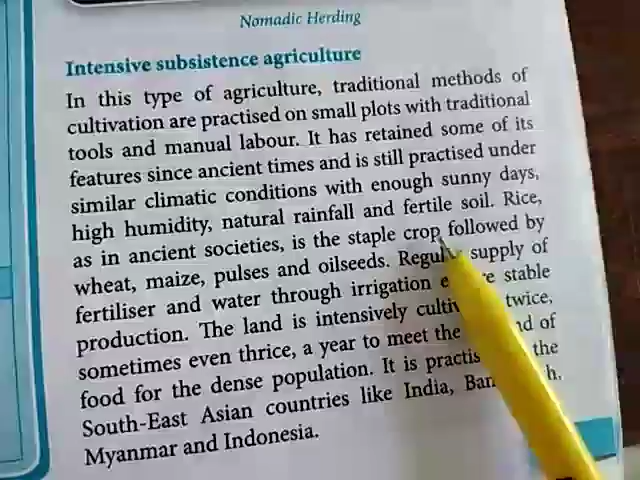 Nomadic Herding
Intensive subsistence agriculture
In this type of agriculture, traditional methods of
cultivation are practised on small plots with traditional
tools and manual labour. It has retained some of its
features since ancient times and is still practised under
similar climatic conditions with enough sunny days,
high humidity, natural rainfall and fertile soil. Rice,
as in ancient societies, is the staple crop followed by
wheat, maize, pulses and oilseeds. Regular supply of
fertiliser and water through irrigation stable
production. The land is intensively twice,
sometimes even thrice, a year to meet the of
food for the dense population. It is the
South-East Asian countries like India,
Myanmar and Indonesia.